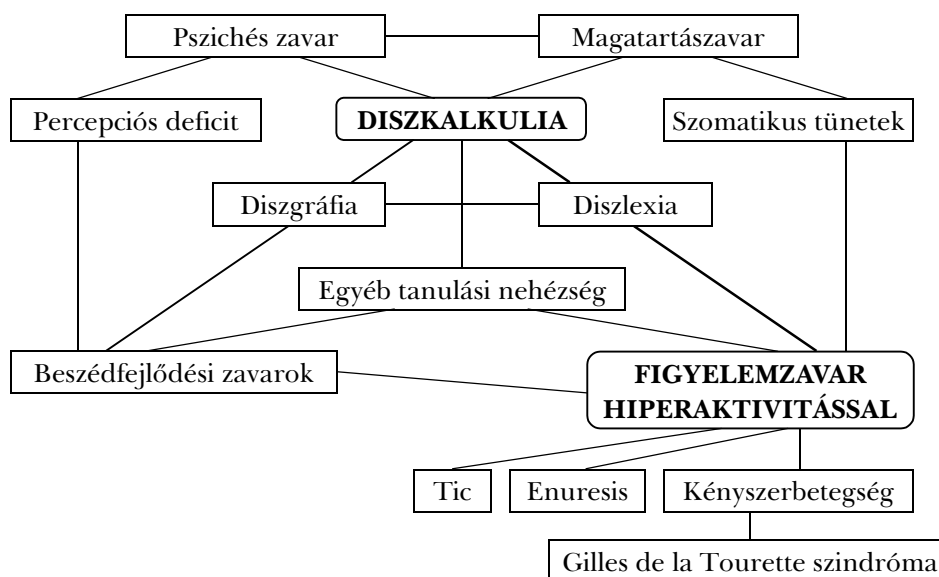 Pszichés zavar
Magatartászavar
Percepciós deficit
DISZKALKULIA
Szomatikus tünetek
Diszgráfia
Diszlexia
Egyéb tanulási nehézség
Beszédfejlődési zavarok
FIGYELEMZAVAR
HIPERAKTIVITÁSSAL
Tic
Enuresis
Kényszerbetegség
Gilles de la Tourette szindróma